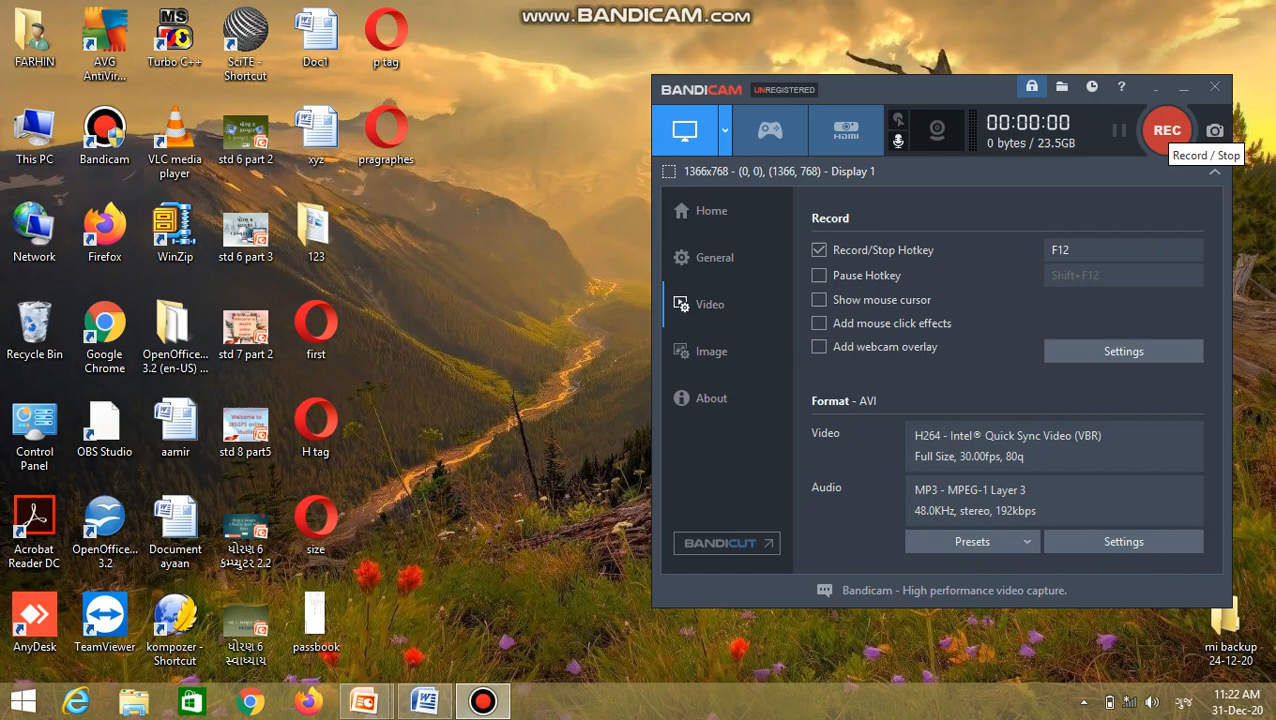 www.BANDICAM.com
FARHIN
AVG
AntiVir...
Turbo C++
SciTE -
Shortcut
Doc1
p tag
This PC
Bandicam
VLC media
player
std 6 part 2
xyz
pragraphes
Network
Firefox
WinZip
std 6 part 3
123
Recycle Bin
Google
Chrome
OpenOffice...
3.2 (en-US) ...
std 7 part 2
first
Control
Panel
OBS Studio
aamir
std 8 part5
H tag
Acrobat
Reader DC
OpenOffice...
3.2
Document
ayaan
ધોરણ 6
કમ્પ્યુટર 2.2
size
AnyDesk
TeamViewer
kompozer -
Shortcut
ધોરણ 6
સ્વાધ્યાય
passbook
BANDICAM UNREGISTERED
00:00:00
0 bytes / 23.5GB
REC
Record / Stop
HDMI
1366x768 - (0, 0), (1366, 768) - Display 1
Home
General
Video
Image
About
BANDICUT
Record
Record/Stop Hotkey
F12
Pause Hotkey
Shift+F12
Show mouse cursor
Add mouse click effects
Add webcam overlay
Settings
Format - AVI
Video
H264 - Intel® Quick Sync Video (VBR)
Full Size, 30.00fps, 80q
Audio
MP3 - MPEG-1 Layer 3
48.0KHz, stereo, 192kbps
Presets
Settings
Bandicam - High performance video capture.
mi backup
24-12-20
ગુજ
11:22 AM
31-Dec-20